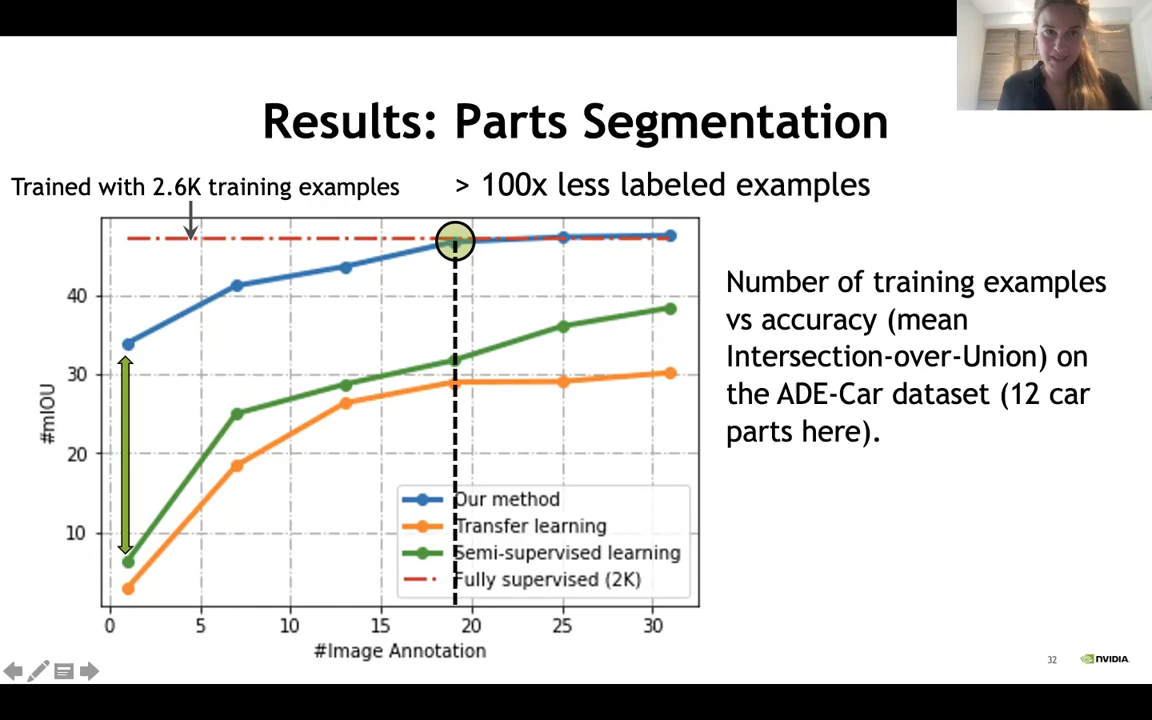 Results: Parts Segmentation
Trained with 2.6K training examples
> 100x less labeled examples
Number of training examples
vs accuracy (mean
Intersection-over-Union) on
the ADE-Car dataset (12 car
parts here).
#mIOU
40
30
20
10
Our method
Transfer learning
Semi-supervised learning
Fully supervised (2K)
0 5 10 15 20 25 30
#Image Annotation
32
NVIDIA.